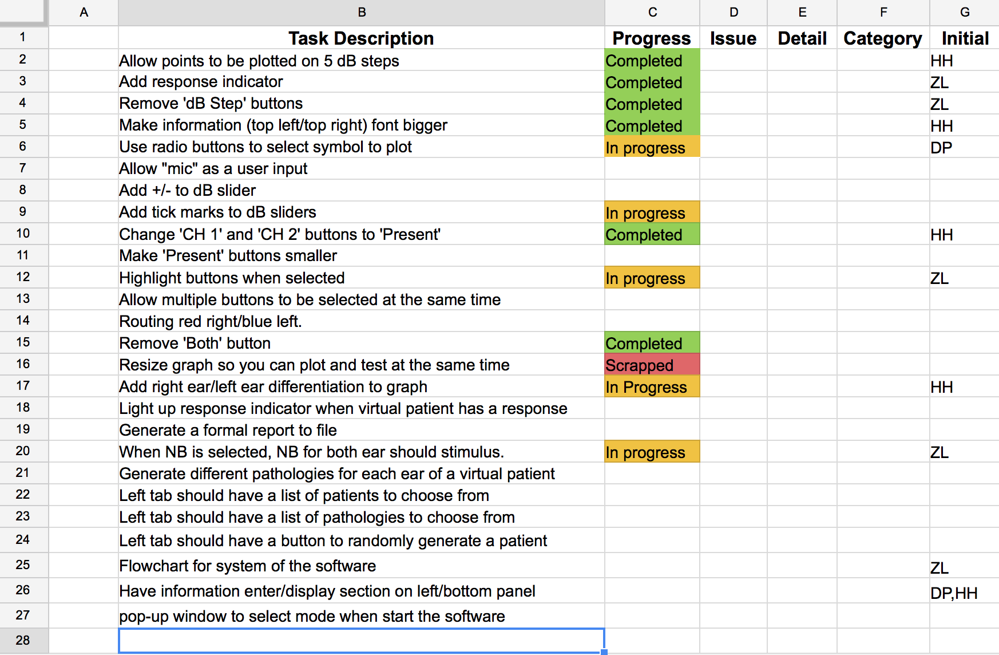 A B C D E F G
1 Task Description Progress Issue Detail Category Initial
2 Allow points to be plotted on 5 dB steps Completed HH
3 Add response indicator Completed ZL
4 Remove 'dB Step' buttons Completed ZL
5 Make information (top left/top right) font bigger Completed HH
6 Use radio buttons to select symbol to plot In progress DP
7 Allow "mic" as a user input
8 Add +/- to dB slider
9 Add tick marks to dB sliders In progress
10 Change 'CH 1' and 'CH 2' buttons to 'Present' Completed HH
11 Make 'Present' buttons smaller
12 Highlight buttons when selected In progress ZL
13 Allow multiple buttons to be selected at the same time
14 Routing red right/blue left.
15 Remove 'Both' button Completed
16 Resize graph so you can plot and test at the same time Scrapped
17 Add right ear/left ear differentiation to graph In Progress HH
18 Light up response indicator when virtual patient has a response
19 Generate a formal report to file
20 When NB is selected, NB for both ear should stimulus. In progress ZL
21 Generate different pathologies for each ear of a virtual patient
22 Left tab should have a list of patients to choose from
23 Left tab should have a list of pathologies to choose from
24 Left tab should have a button to randomly generate a patient
25 Flowchart for system of the software ZL
26 Have information enter/display section on left/bottom panel DP,HH
27 pop-up window to select mode when start the software
28